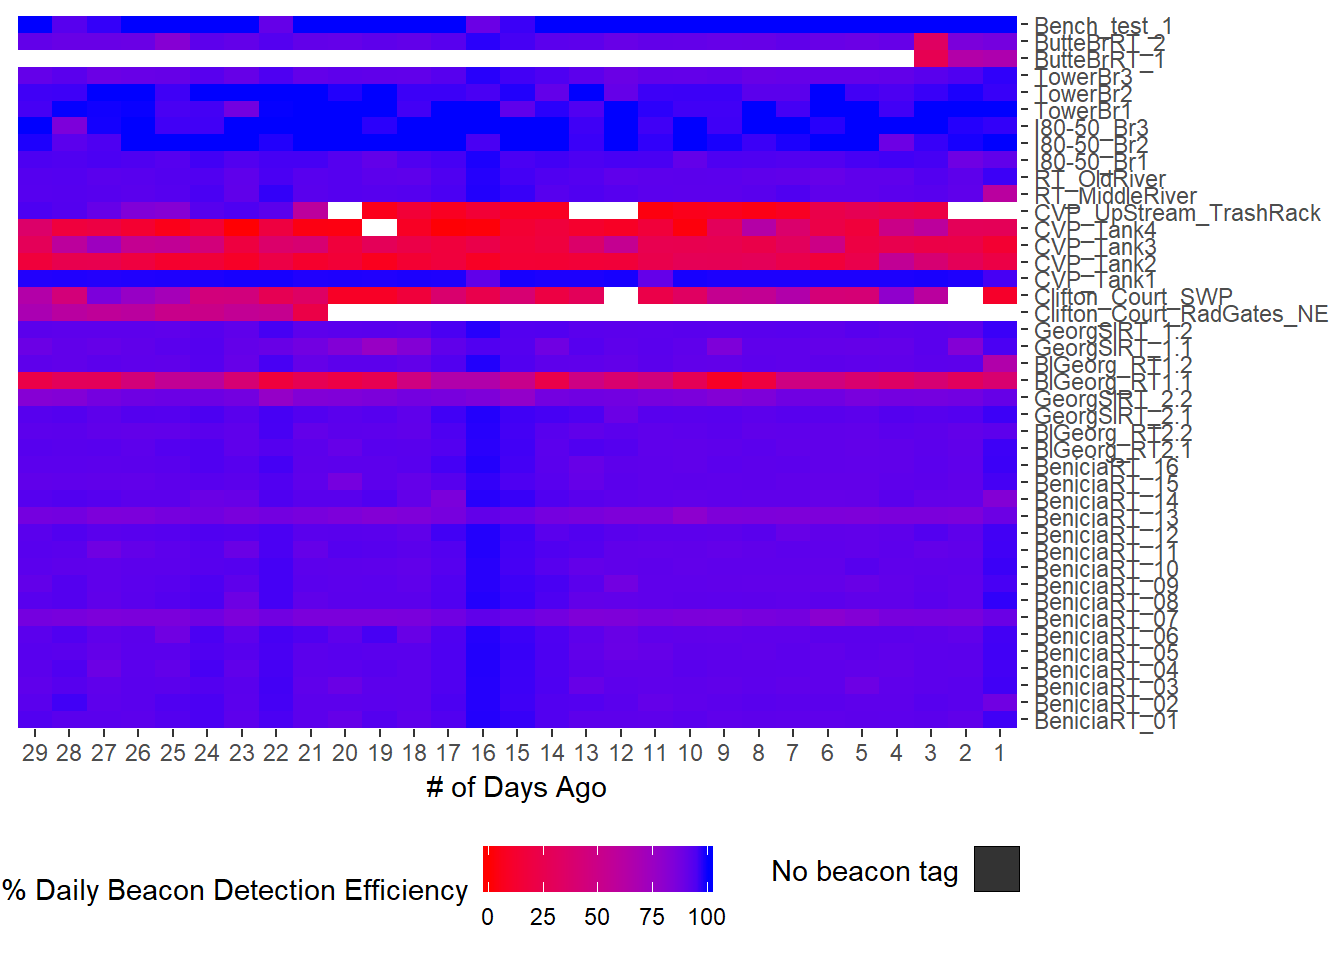 Bench_test_1
ButteBrRT_2
ButteBrRT_1
TowerBr3
TowerBr2
TowerBr1
I80-50_Br3
I80-50_Br2
I80-50_Br1
RT_OldRiver
RT_MiddleRiver
CVP_UpStream_TrashRack
CVP_Tank4
CVP_Tank3
CVP_Tank2
CVP_Tank1
Clifton_Court_SWP
Clifton_Court_RadGates_NE
GeorgSlRT_1.2
GeorgSlRT_1.1
BlGeorg_RT1.2
BlGeorg_RT1.1
GeorgSlRT_2.2
GeorgSlRT_2.1
BlGeorg_RT2.2
BlGeorg_RT2.1
BeniciaRT_16
BeniciaRT_15
BeniciaRT_14
BeniciaRT_13
BeniciaRT_12
BeniciaRT_11
BeniciaRT_10
BeniciaRT_09
BeniciaRT_08
BeniciaRT_07
BeniciaRT_06
BeniciaRT_05
BeniciaRT_04
BeniciaRT_03
BeniciaRT_02
BeniciaRT_01
29 28 27 26 25 24 23 22 21 20 19 18 17 16 15 14 13 12 11 10 9 8 7 6 5 4 3 2 1
# of Days Ago
% Daily Beacon Detection Efficiency
0 25 50 75 100
No beacon tag